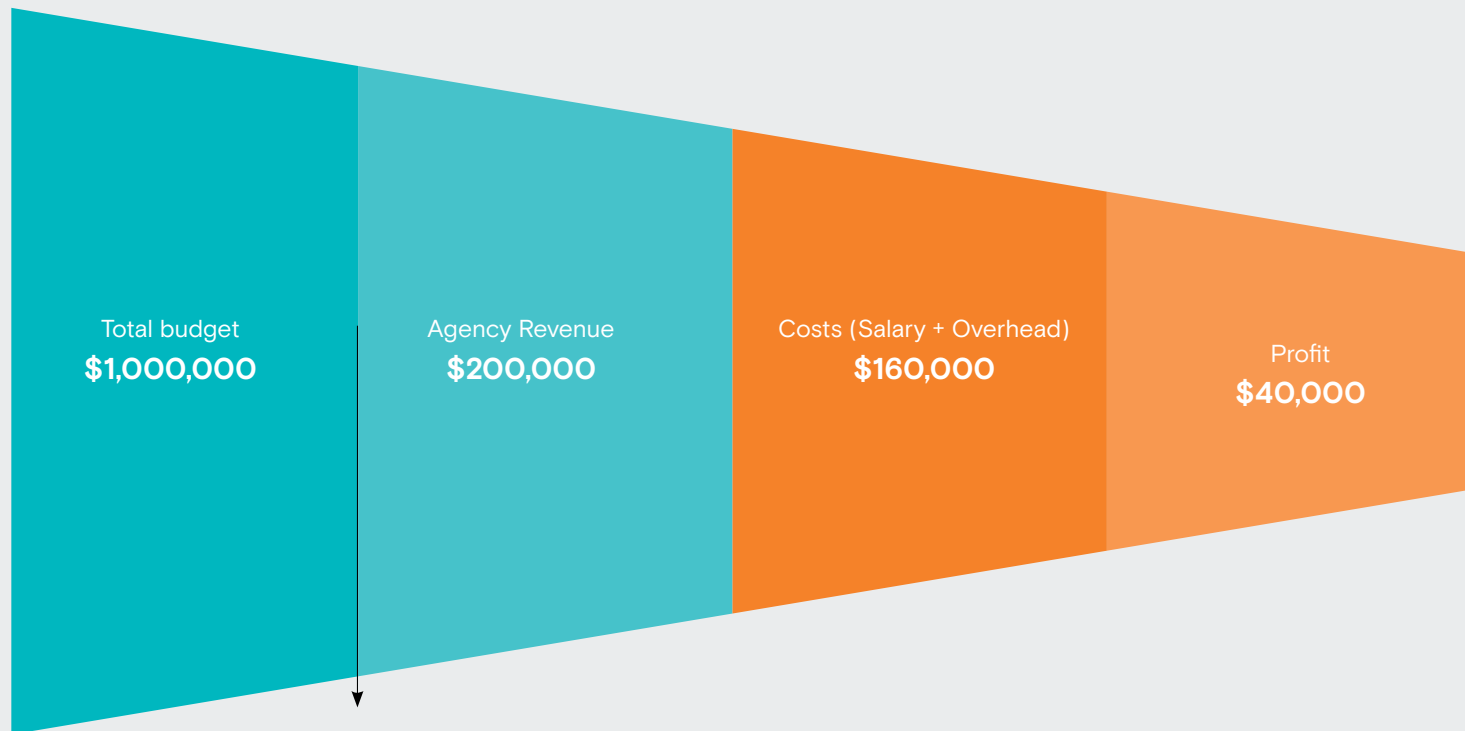 Total budget
$1,000,000
Agency Revenue
$200,000
Costs (Salary + Overhead)
$160,000
Profit
$40,000